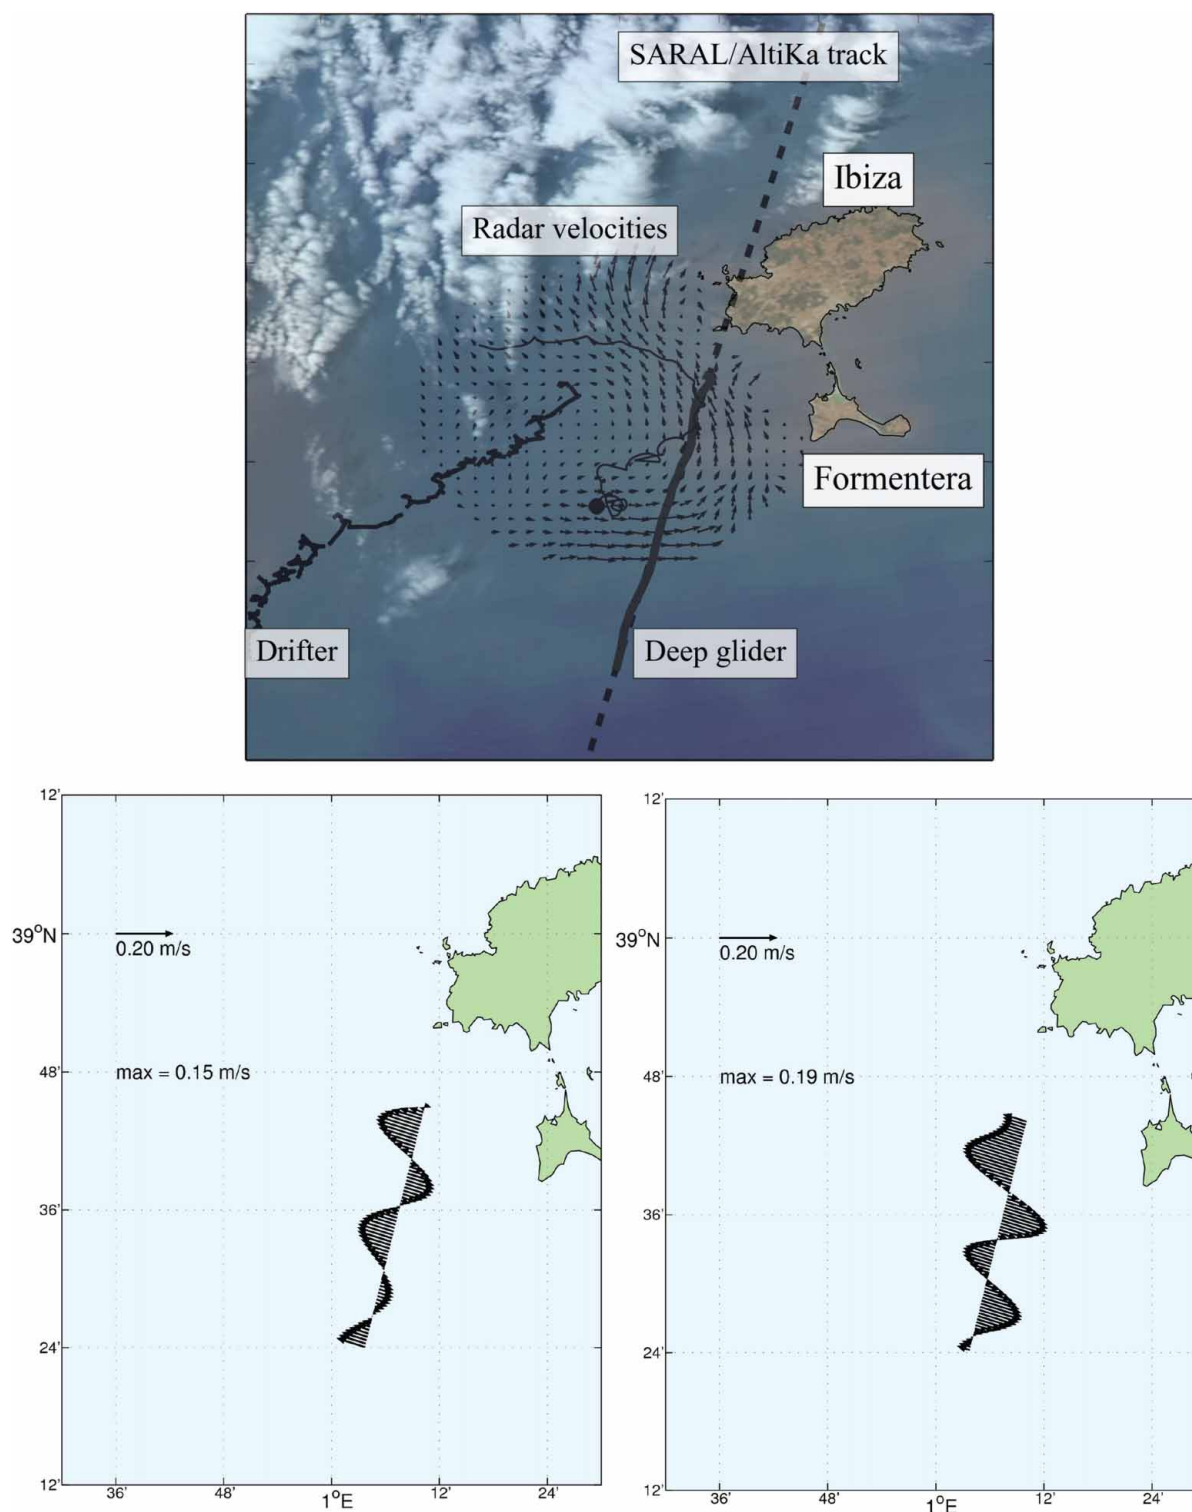 SARAL/AltiKa track
Ibiza
Radar velocities
Formentera
Drifter
Deep glider
12'
39°N
0.20 m/s
48'
max = 0.15 m/s
36'
24'
12'
36'
48'
1°E
12'
24'
12'
39°N
0.20 m/s
48'
max = 0.19 m/s
36'
24'
12'
36'
48'
1°E
12'
24'